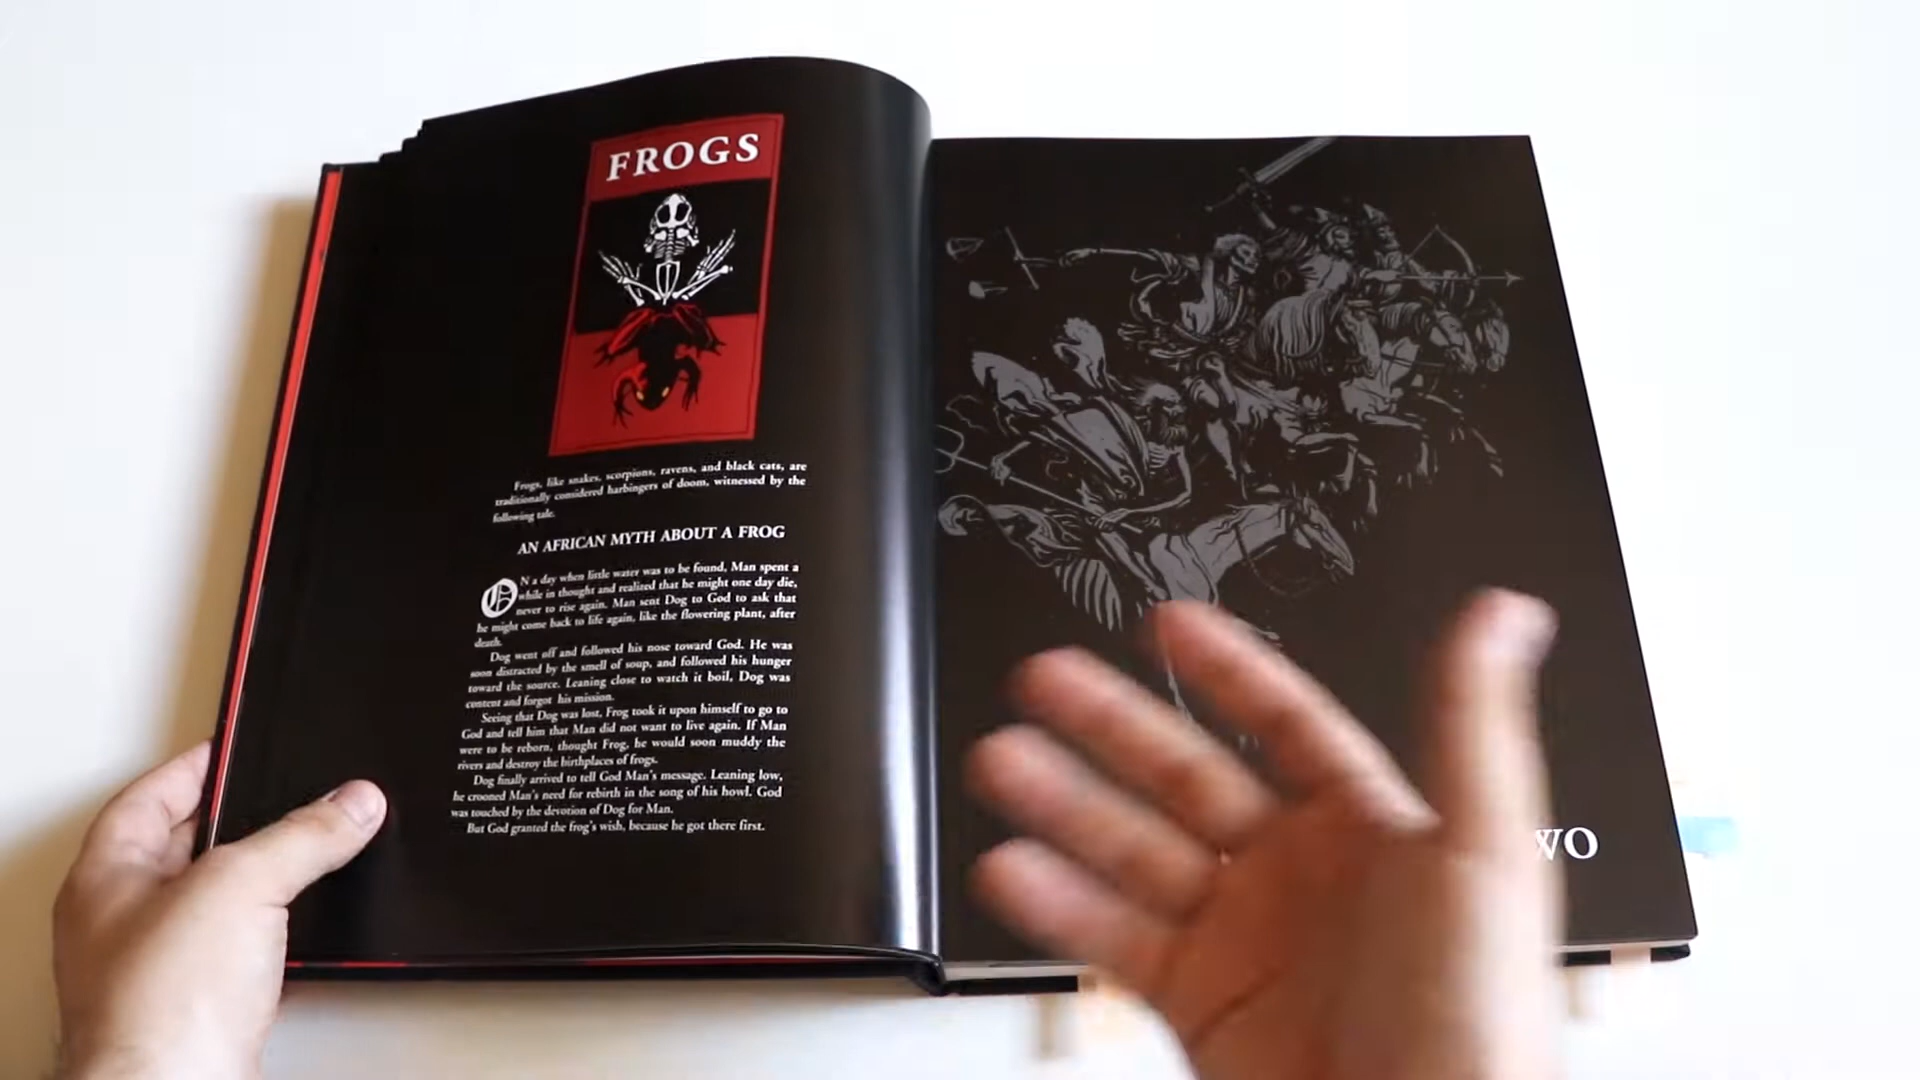 FROGS
Frogs, like snakes, scorpions, ravens, and black cats, are
traditionally considered harbingers of doom, witnessed by the
following tale.
AN AFRICAN MYTH ABOUT A FROG
ON a day when little water was to be found, Man spent a
while in thought and realized that he might one day die,
never to rise again. Man sent Dog to God to ask that
he might come back to life again, like the flowering plant, after
death.
Dog went off and followed his nose toward God. He was
soon distracted by the smell of soup, and followed his hunger
toward the source. Leaning close to watch it boil, Dog was
content and forgot his mission.
Seeing that Dog was lost, Frog took it upon himself to go to
God and tell him that Man did not want to live again. If Man
were to be reborn, thought Frog, he would soon muddy the
rivers and destroy the birthplaces of frogs.
Dog finally arrived to tell God Man's message. Leaning low,
he crooned Man's need for rebirth in the song of his howl. God
was touched by the devotion of Dog for Man.
But God granted the frog's wish, because he got there first.
WO